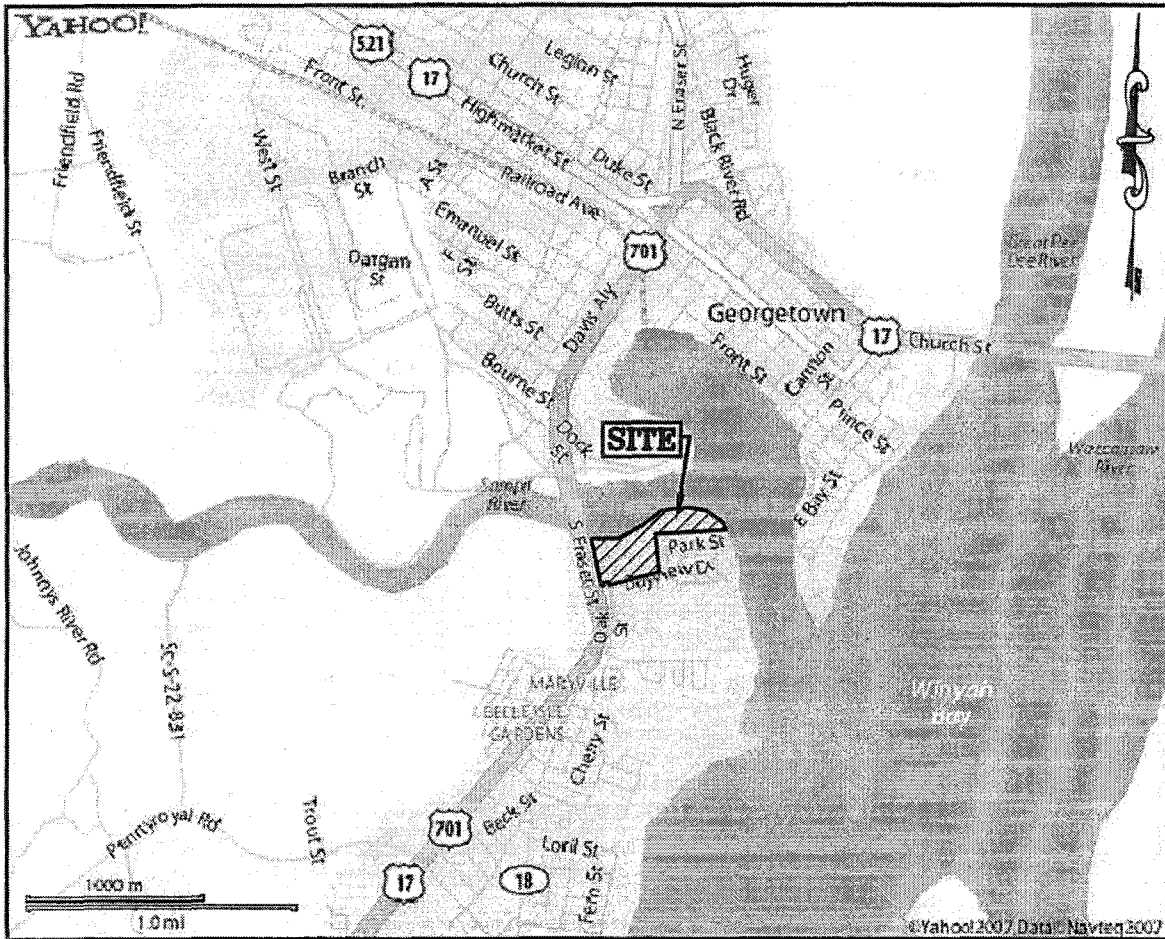 YAHOO!
521
17
Legion St
Church St
Front St
Highmarket St
Duke St
N Fraser St
Huger Dr
Black River Rd
Friendfield Rd
Friendfield St
West St
Branch St
A St
Railroad Ave
Emanuel St
F St
701
Great Pee Dee River
Dargan St
Butts St
Davis Aly
Georgetown
17
Church St
Front St
Cannon St
Prince St
Bourne St
Dock St
SITE
Waccamaw River
Sampit River
E Bay St
S Fraser St
Park St
Bayview Dr
Oak St
Johnnys River Rd
Sc-S-22-831
MARYVILLE
BELLE ISLE GARDENS
Winyah Bay
Cherry St
Pennyroyal Rd
Trout St
701
Beck St
Loril St
17
18
Fern St
1000 m
1.0 mi
©Yahoo! 2007, Data © Navteq 2007